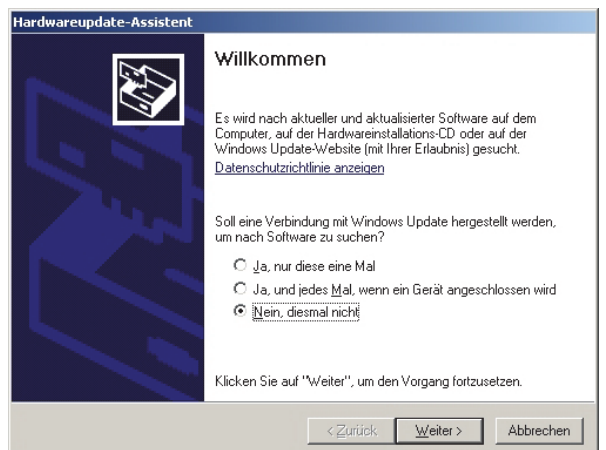 Hardwareupdate-Assistent
Willkommen
Es wird nach aktueller und aktualisierter Software auf dem
Computer, auf der Hardwareinstallations-CD oder auf der
Windows Update-Website (mit Ihrer Erlaubnis) gesucht.
Datenschutzrichtlinie anzeigen
Soll eine Verbindung mit Windows Update hergestellt werden,
um nach Software zu suchen?
Ja, nur diese eine Mal
Ja, und jedes Mal, wenn ein Gerät angeschlossen wird
Nein, diesmal nicht
Klicken Sie auf "Weiter", um den Vorgang fortzusetzen.
< Zurück Weiter > Abbrechen